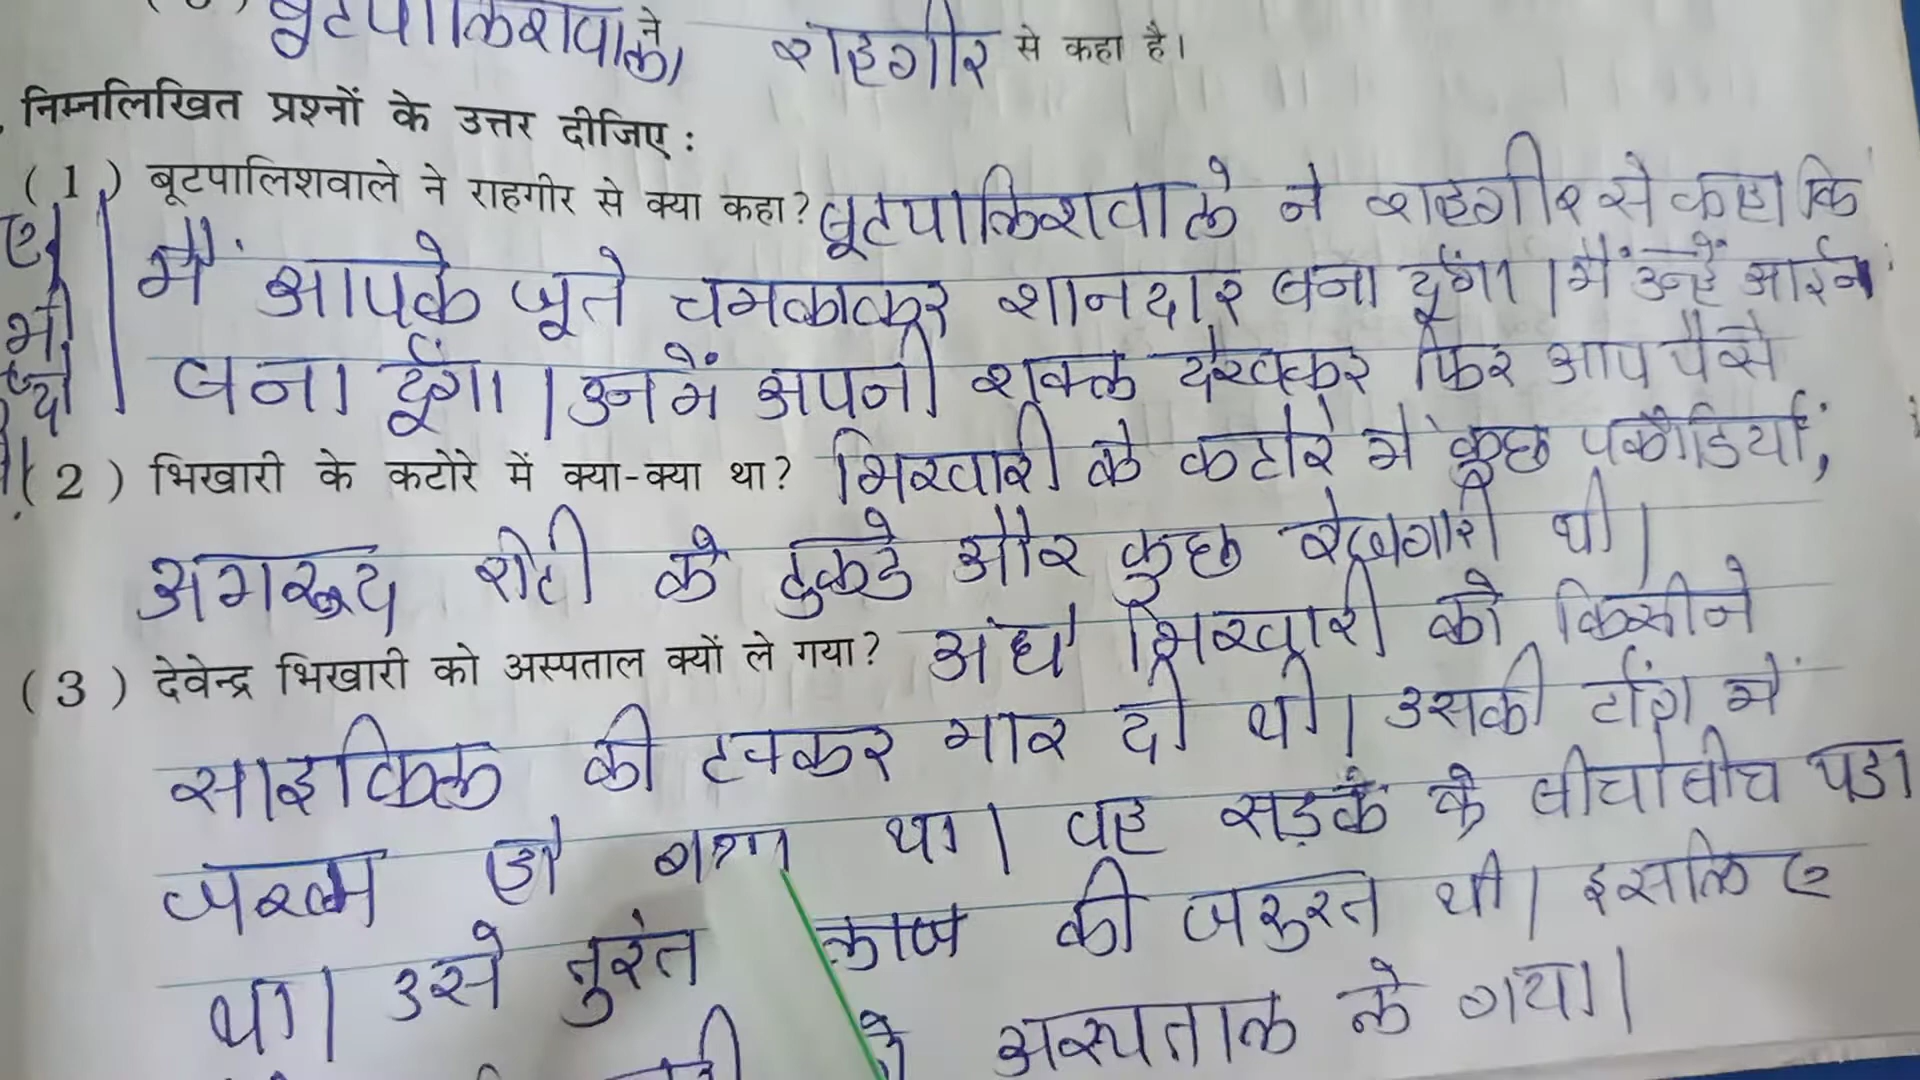 बूटपालिशवाले ने राहगीर से कहा है।
निम्नलिखित प्रश्नों के उत्तर दीजिए :
( 1 ) बूटपालिशवाले ने राहगीर से क्या कहा? बूटपालिशवाले ने राहगीर से कहा कि
मैं आपके जूते चमकाकर शानदार बना दूँगा। मैं उन्हें आईना
बना दूँगा। उनमें अपनी शक्ल देखकर फिर आप पैसे
( 2 ) भिखारी के कटोरे में क्या-क्या था? भिखारी के कटोरे में कुछ पकौडियाँ,
अमरूद रोटी के टुकडे और कुछ रेजगारी थी।
( 3 ) देवेन्द्र भिखारी को अस्पताल क्यों ले गया? अंधे भिखारी को किसीने
साइकिल की टक्कर मार दी थी। उसकी टाँग में
जख्म हो गया था। वह सड़क के बीचोबीच पडा
था। उसे तुरंत की जरुरत थी। इसलिए
अस्पताल ले गया।